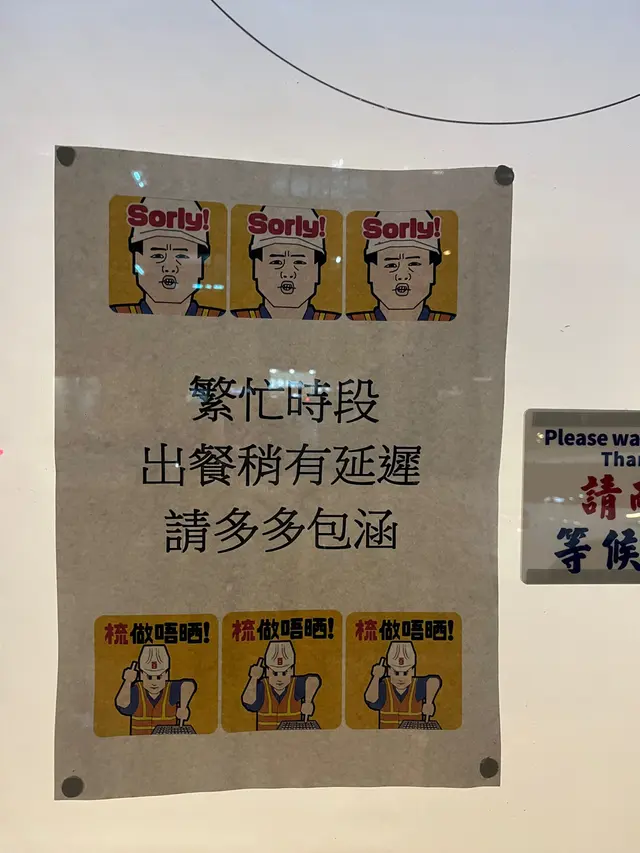 Sorly!
Sorly!
Sorly!
繁忙時段
出餐稍有延遲
請多多包涵
梳做唔晒!
梳做唔晒!
梳做唔晒!
Please wa
Than
請
等候